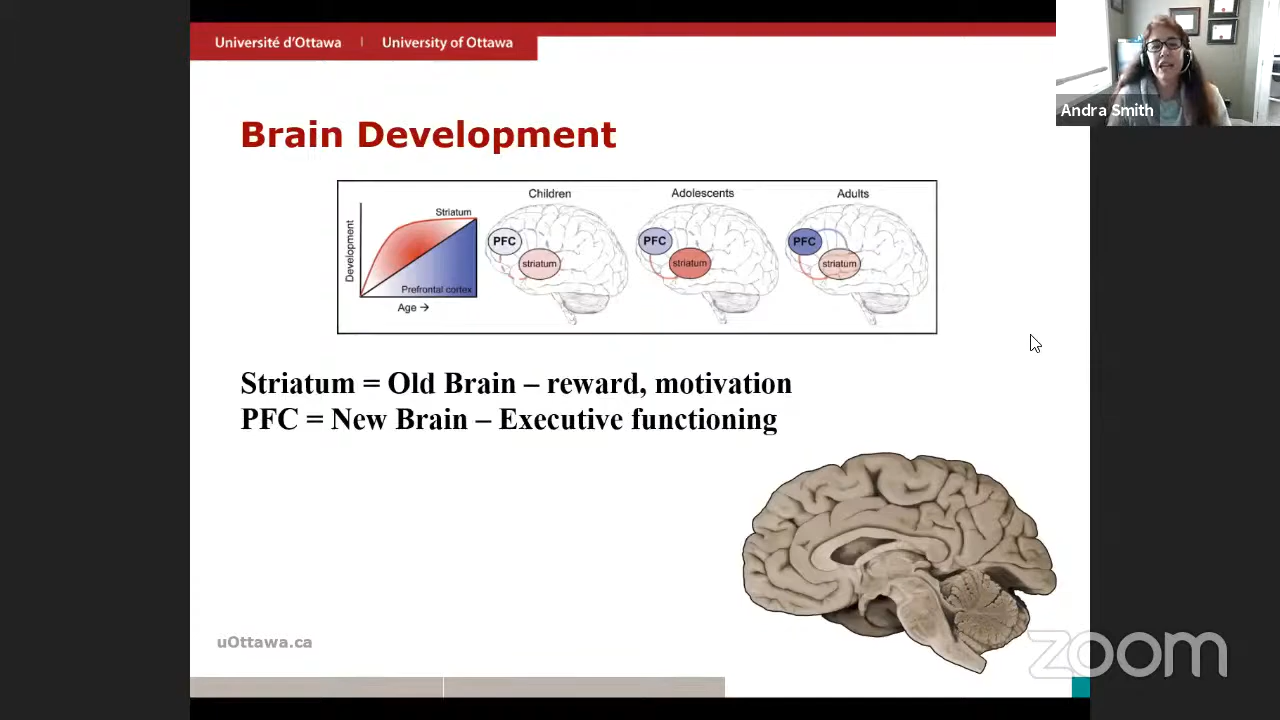 Université d'Ottawa | University of Ottawa
Andra Smith
Brain Development
Children
Adolescents
Adults
Development
Striatum
Prefrontal cortex
Age →
PFC
striatum
PFC
striatum
PFC
striatum
Striatum = Old Brain – reward, motivation
PFC = New Brain – Executive functioning
uOttawa.ca
zoom